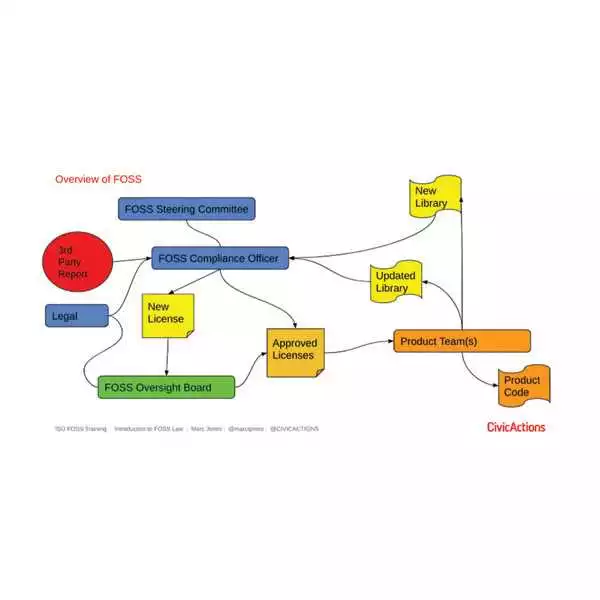 Overview of FOSS
FOSS Steering Committee
New
Library
3rd
Party
Report
FOSS Compliance Officer
Updated
Library
Legal
New
License
Approved
Licenses
Product Team(s)
FOSS Oversight Board
Product
Code
FOSS Training Introduction to FOSS Law : Marc Jones : : @CIVICACTIONS
CivicActions